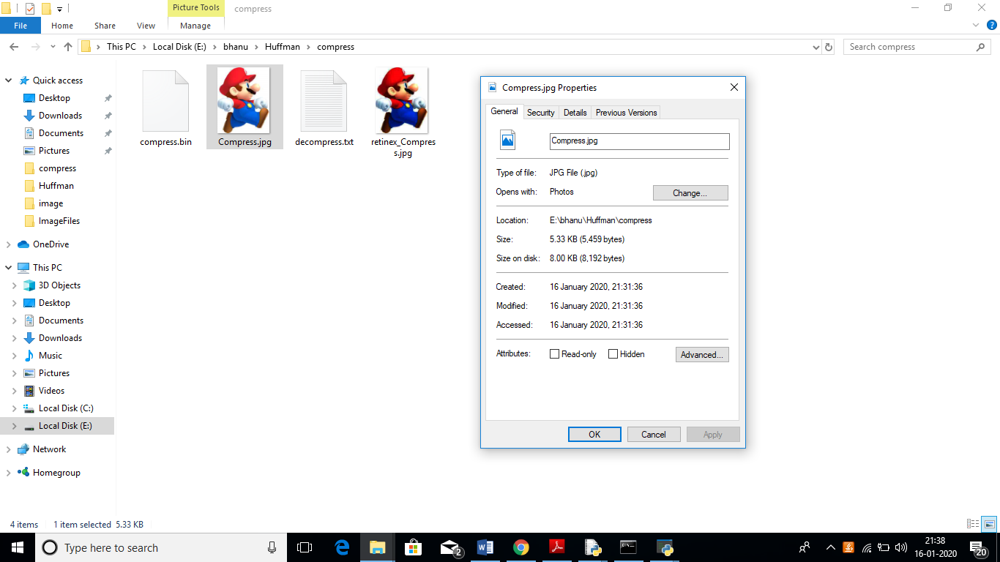 Picture Tools
compress
File
Home
Share
View
Manage
This PC
Local Disk (E:)
bhanu
Huffman
compress
Search compress
Quick access
Desktop
Downloads
Documents
Pictures
compress
Huffman
image
ImageFiles
OneDrive
This PC
3D Objects
Desktop
Documents
Downloads
Music
Pictures
Videos
Local Disk (C:)
Local Disk (E:)
Network
Homegroup
compress.bin
Compress.jpg
decompress.txt
retinex_Compres
s.jpg
Compress.jpg Properties
General
Security
Details
Previous Versions
Compress.jpg
Type of file: JPG File (.jpg)
Opens with: Photos
Change...
Location: E:\bhanu\Huffman\compress
Size: 5.33 KB (5,459 bytes)
Size on disk: 8.00 KB (8,192 bytes)
Created: 16 January 2020, 21:31:36
Modified: 16 January 2020, 21:31:36
Accessed: 16 January 2020, 21:31:36
Attributes: Read-only Hidden Advanced...
OK Cancel Apply
4 items 1 item selected 5.33 KB
Type here to search
2
21:38
16-01-2020
20